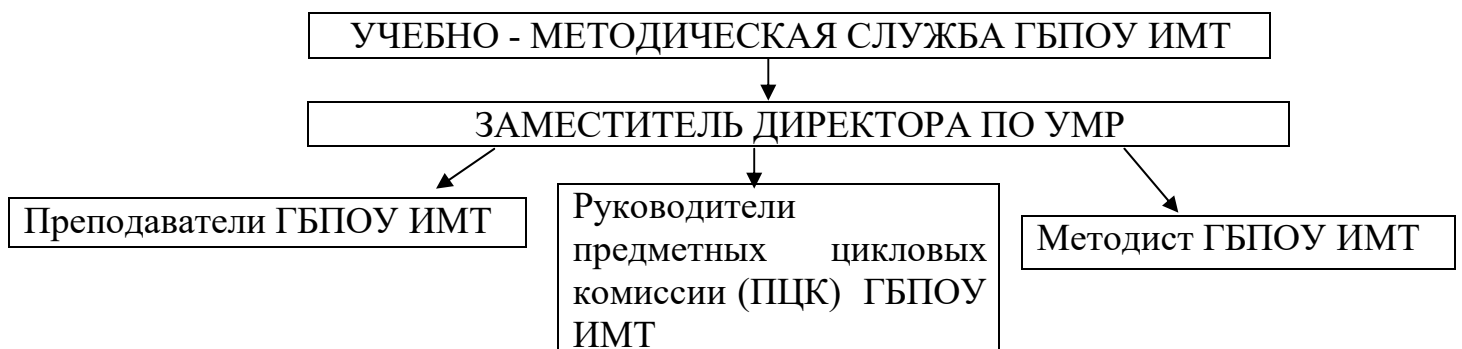 УЧЕБНО - МЕТОДИЧЕСКАЯ СЛУЖБА ГБПОУ ИМТ
ЗАМЕСТИТЕЛЬ ДИРЕКТОРА ПО УМР
Преподаватели ГБПОУ ИМТ
Руководители
предметных цикловых
комиссии (ПЦК) ГБПОУ
ИМТ
Методист ГБПОУ ИМТ